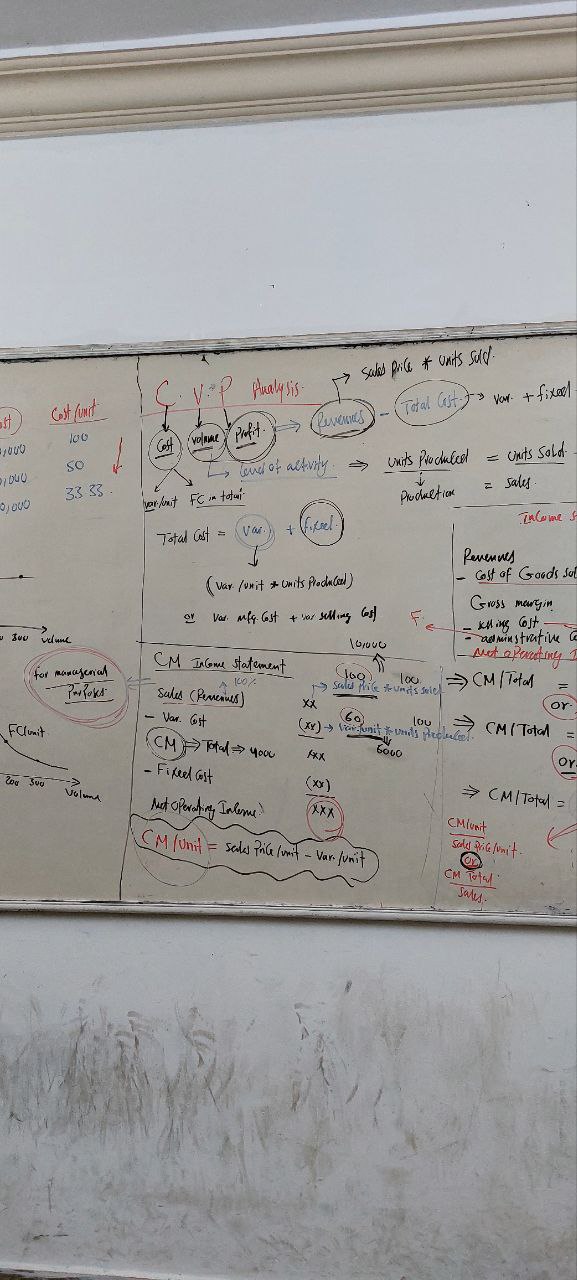 Cost/unit
100
50
33.33
300 volume
for managerial
Purposes
FC/unit
200 300
volume
C.V.P Analysis
sales price * units sold
Cost
volume
Profit
Revenues - Total Cost → var. + fixed
level of activity ⇒ units Produced = units sold
Production = sales
var/unit FC in total
Total Cost = var. + fixed
(var./unit * units Produced)
or var. mfg. Cost + var. selling Cost
CM Income statement
100%
10,000
100 100
Sales (Revenues)
xx → sales price * units sold
- Var. Cost
60 100
(xx) → var./unit * units produced
6000
CM → Total ⇒ 4000
xxx
- Fixed Cost
(xx)
Net operating Income
xxx
CM/unit = sales Price/unit - Var./unit
Income
Revenues
- Cost of Goods
Gross margin
- selling Cost
- administrative
Net operating
F.
⇒ CM/Total =
or
⇒ CM/Total =
or
⇒ CM/Total =
CM/unit
sales Price/unit.
or
CM Total
sales.